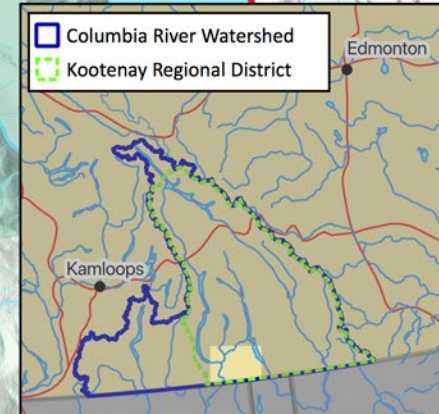 Columbia River Watershed
Kootenay Regional District
Edmonton
Kamloops